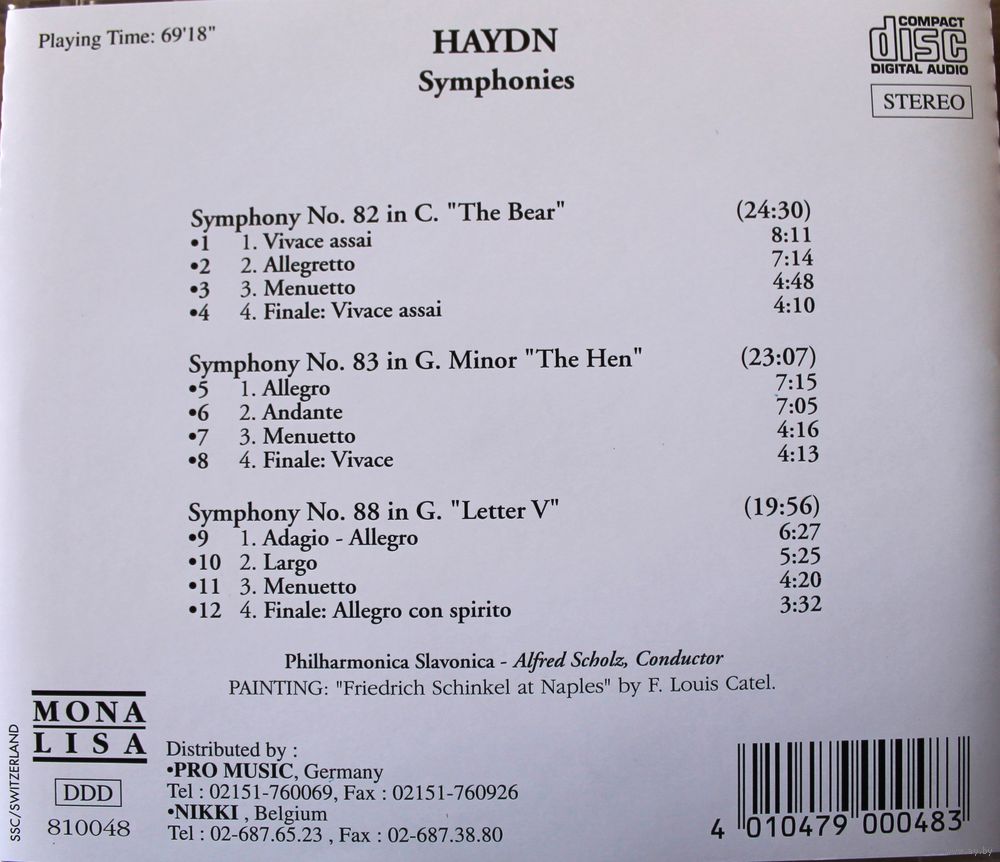 Playing Time: 69'18"
HAYDN
Symphonies
COMPACT
disc
DIGITAL AUDIO
STEREO
Symphony No. 82 in C. "The Bear" (24:30)
•1 1. Vivace assai 8:11
•2 2. Allegretto 7:14
•3 3. Menuetto 4:48
•4 4. Finale: Vivace assai 4:10
Symphony No. 83 in G. Minor "The Hen" (23:07)
•5 1. Allegro 7:15
•6 2. Andante 7:05
•7 3. Menuetto 4:16
•8 4. Finale: Vivace 4:13
Symphony No. 88 in G. "Letter V" (19:56)
•9 1. Adagio - Allegro 6:27
•10 2. Largo 5:25
•11 3. Menuetto 4:20
•12 4. Finale: Allegro con spirito 3:32
Philharmonica Slavonica - Alfred Scholz, Conductor
PAINTING: "Friedrich Schinkel at Naples" by F. Louis Catel.
SSC/SWITZERLAND
MONA
LISA
DDD
810048
Distributed by :
•PRO MUSIC, Germany
Tel : 02151-760069, Fax : 02151-760926
•NIKKI , Belgium
Tel : 02-687.65.23 , Fax : 02-687.38.80
4 010479 000483